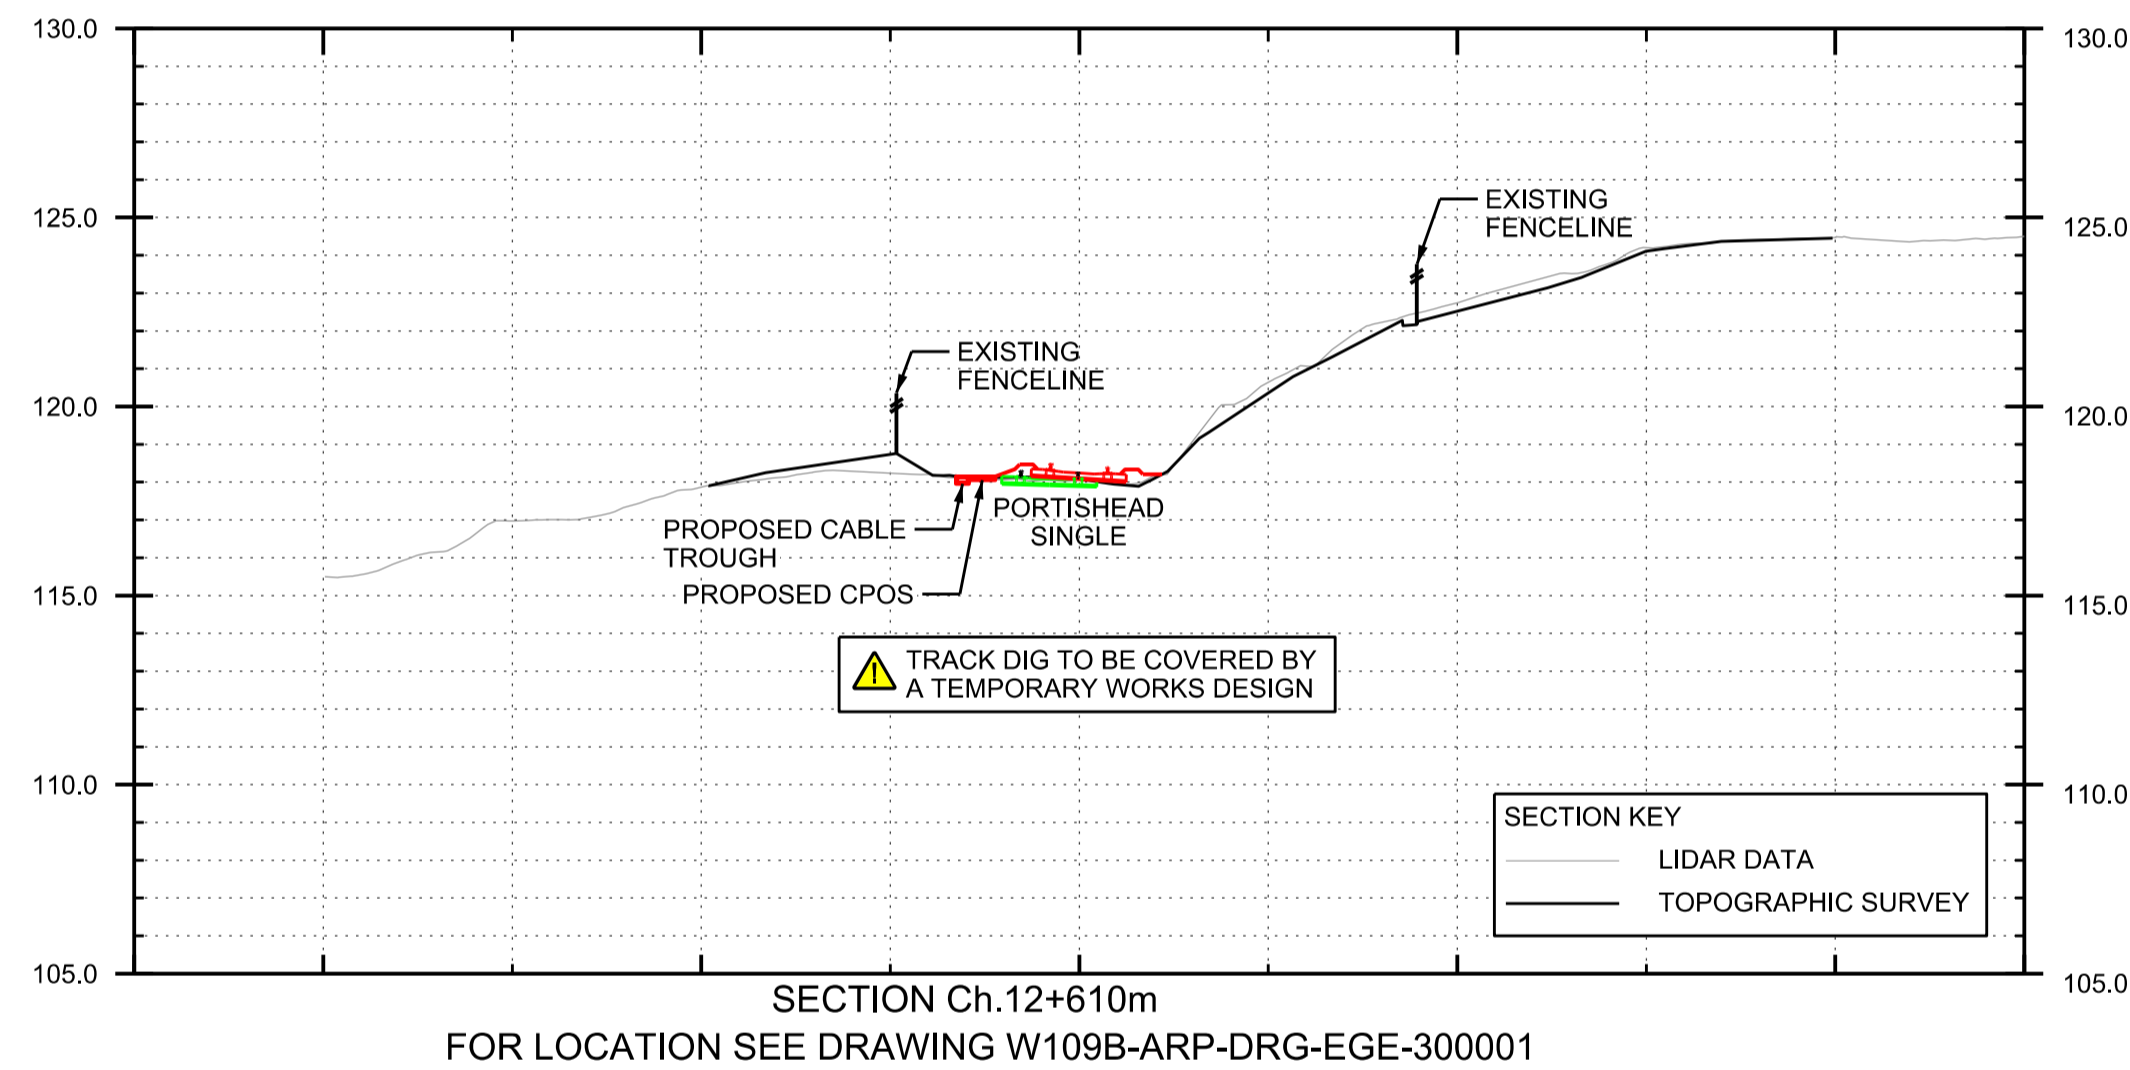 130.0
130.0
125.0
125.0
120.0
120.0
115.0
115.0
110.0
110.0
105.0
105.0
EXISTING
FENCELINE
EXISTING
FENCELINE
PROPOSED CABLE
TROUGH
PROPOSED CPOS
PORTISHEAD
SINGLE
! TRACK DIG TO BE COVERED BY
A TEMPORARY WORKS DESIGN
SECTION KEY
LIDAR DATA
TOPOGRAPHIC SURVEY
SECTION Ch.12+610m
FOR LOCATION SEE DRAWING W109B-ARP-DRG-EGE-300001